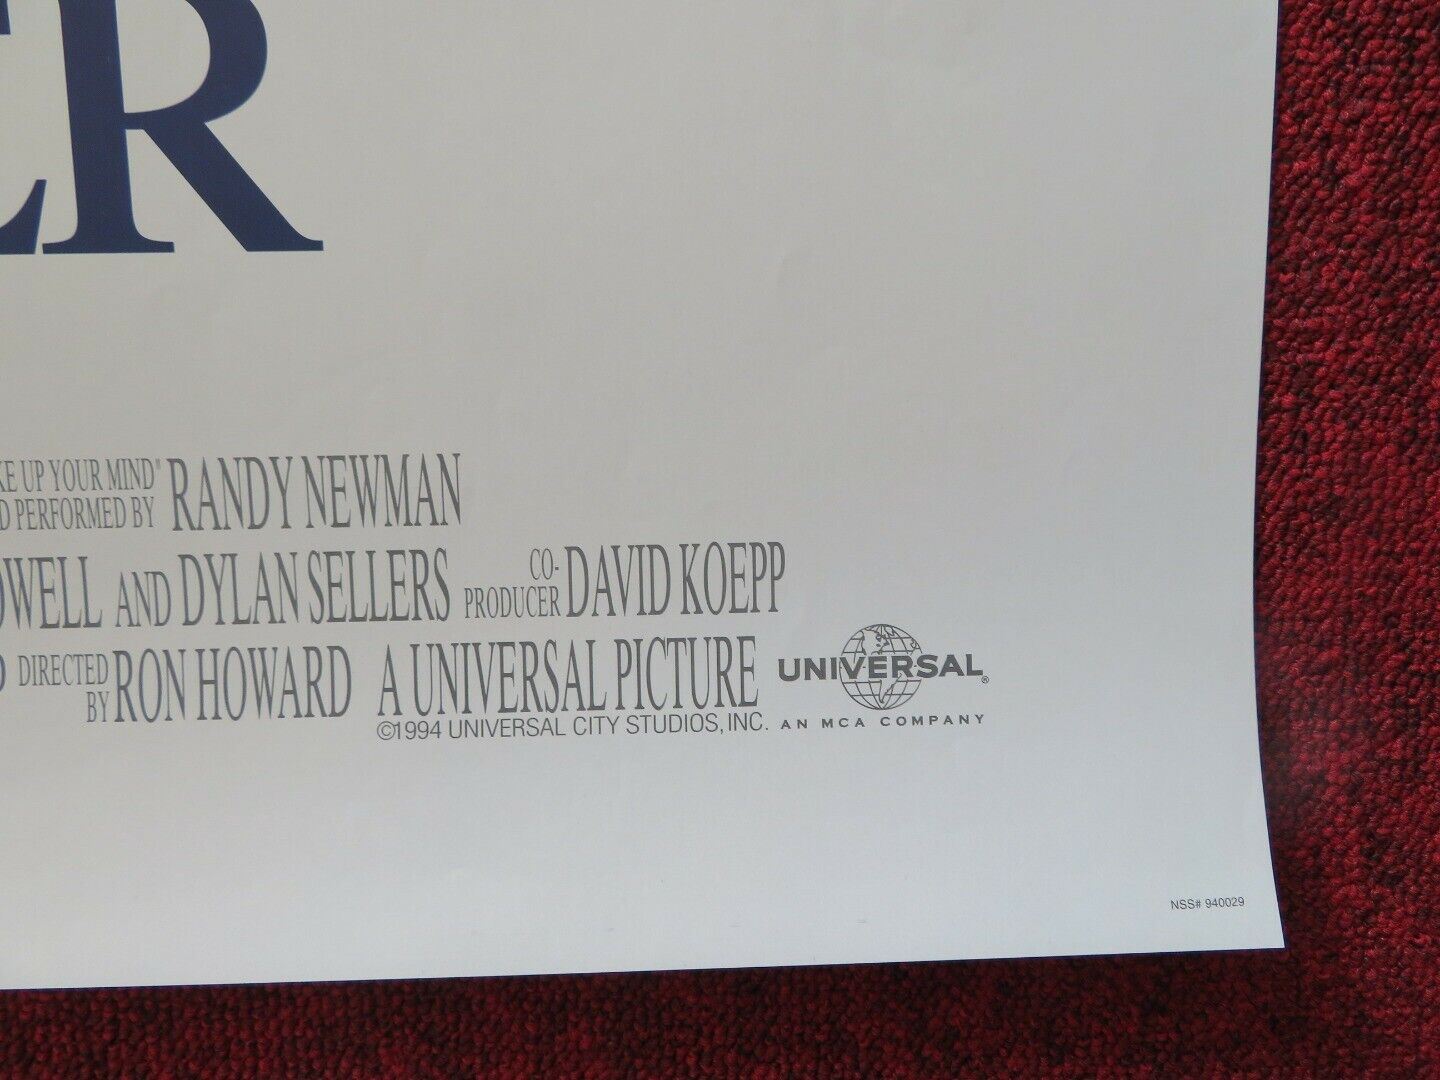 ER
KE UP YOUR MIND" RANDY NEWMAN
D PERFORMED BY
OWELL AND DYLAN SELLERS CO-PRODUCER DAVID KOEPP
DIRECTED BY RON HOWARD A UNIVERSAL PICTURE UNIVERSAL®
©1994 UNIVERSAL CITY STUDIOS, INC. AN MCA COMPANY
NSS# 940029